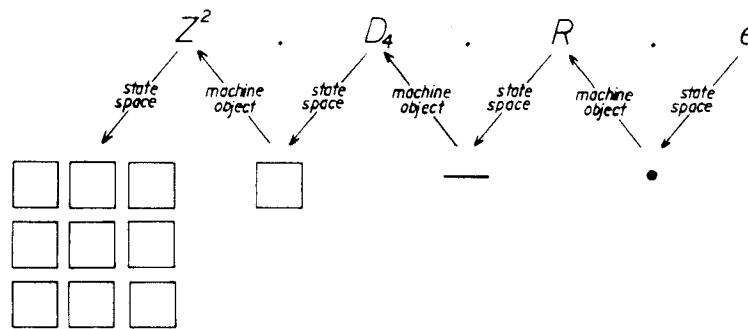 Z² . D₄ . R . e
state space machine object state space machine object state space machine object state space